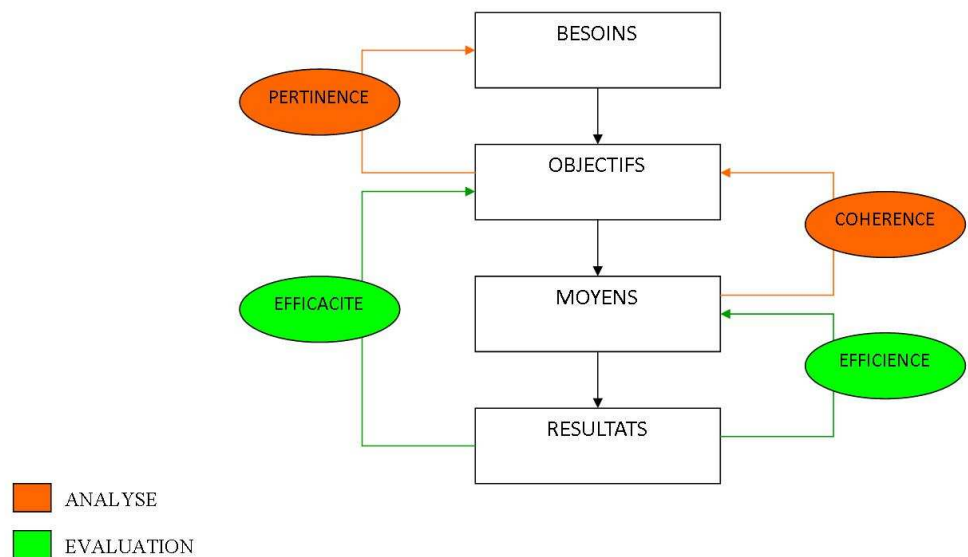 BESOINS
PERTINENCE
OBJECTIFS
COHERENCE
MOYENS
EFFICACITE
EFFICIENCE
RESULTATS
ANALYSE
EVALUATION